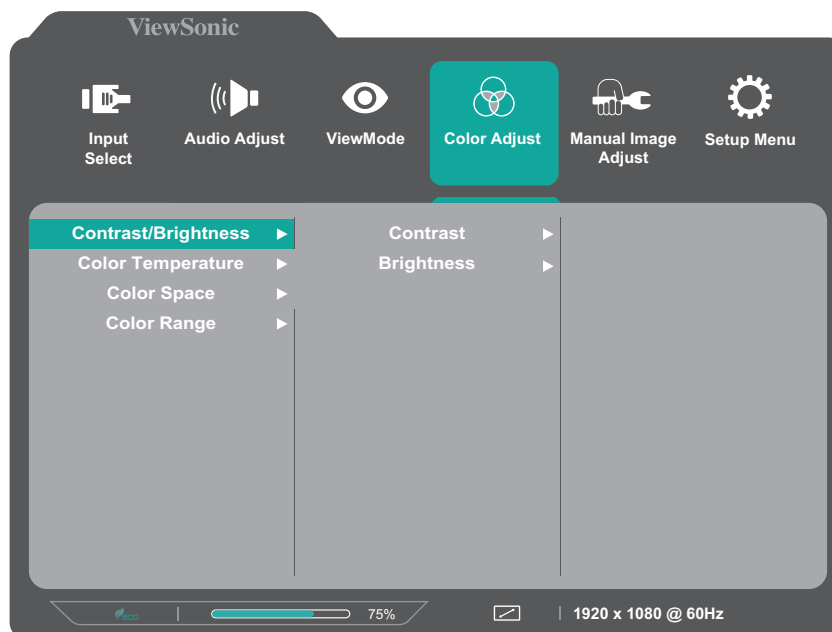 ViewSonic
Input
Select
Audio Adjust
ViewMode
Color Adjust
Manual Image
Adjust
Setup Menu
Contrast/Brightness
Color Temperature
Color Space
Color Range
Contrast
Brightness
eco
75%
1920 x 1080 @ 60Hz